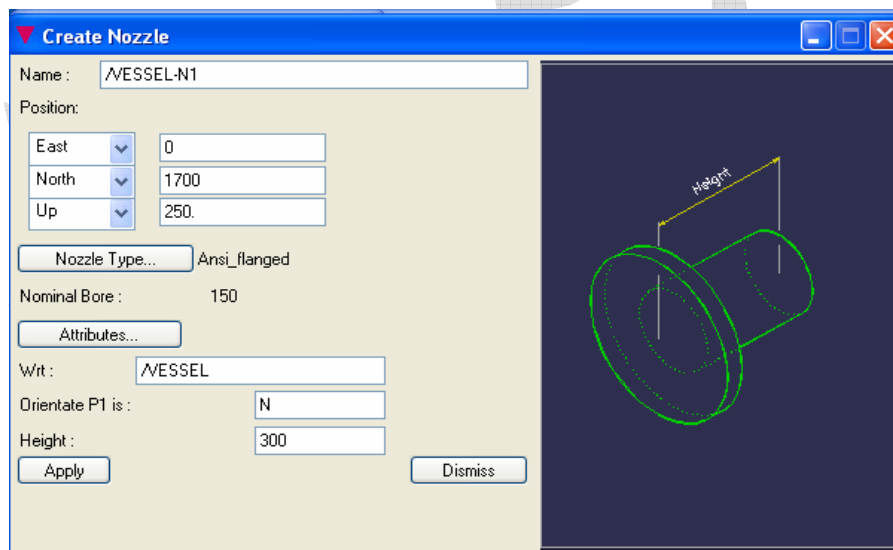 Create Nozzle
Name : /VESSEL-N1
Position:
East 0
North 1700
Up 250.
Nozzle Type... Ansi_flanged
Nominal Bore : 150
Attributes...
Wrt : /VESSEL
Orientate P1 is : N
Height : 300
Apply Dismiss
Height